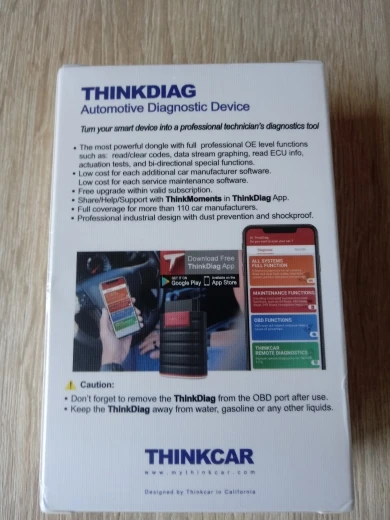 THINKDIAG
Automotive Diagnostic Device
Turn your smart device into a professional technician's diagnostics tool
• The most powerful dongle with full professional OE level functions
such as: read/clear codes, data stream graphing, read ECU info,
actuation tests, and bi-directional special functions.
• Low cost for each additional car manufacturer software.
Low cost for each service maintenance software.
• Free upgrade within valid subscription.
• Share/Help/Support with ThinkMoments in ThinkDiag App.
• Full coverage for more than 110 car manufacturers.
• Professional industrial design with dust prevention and shockproof.
Download Free
ThinkDiag App
GET IT ON
Google Play
Available on the
App Store
ALL SYSTEMS
FULL FUNCTION
MAINTENANCE FUNCTIONS
OBD FUNCTIONS
THINKCAR
REMOTE DIAGNOSTICS
Caution:
• Don't forget to remove the ThinkDiag from the OBD port after use.
• Keep the ThinkDiag away from water, gasoline or any other liquids.
THINKCAR
www.mythinkcar.com
Designed by Thinkcar in California